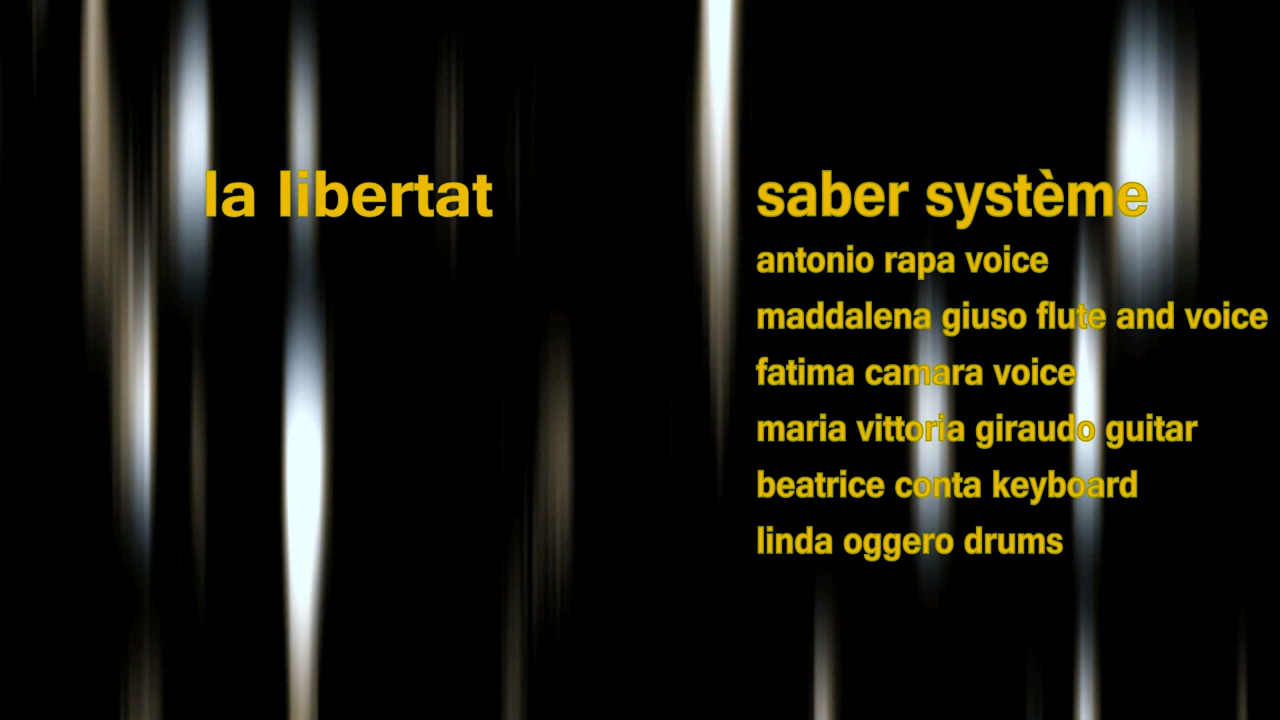 la libertat
saber système
antonio rapa voice
maddalena giuso flute and voice
fatima camara voice
maria vittoria giraudo guitar
beatrice conta keyboard
linda oggero drums